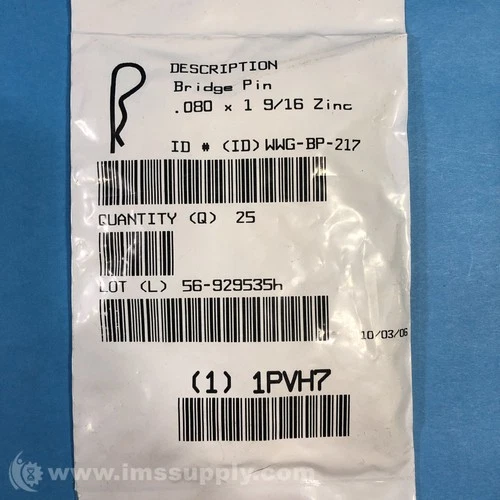 DESCRIPTION
Bridge Pin
.080 x 1 9/16 Zinc
ID # (ID) WWG-BP-217
QUANTITY (Q) 25
LOT (L) 56-929535h
10/03/06
(1) 1PVH7
www.imssupply.com